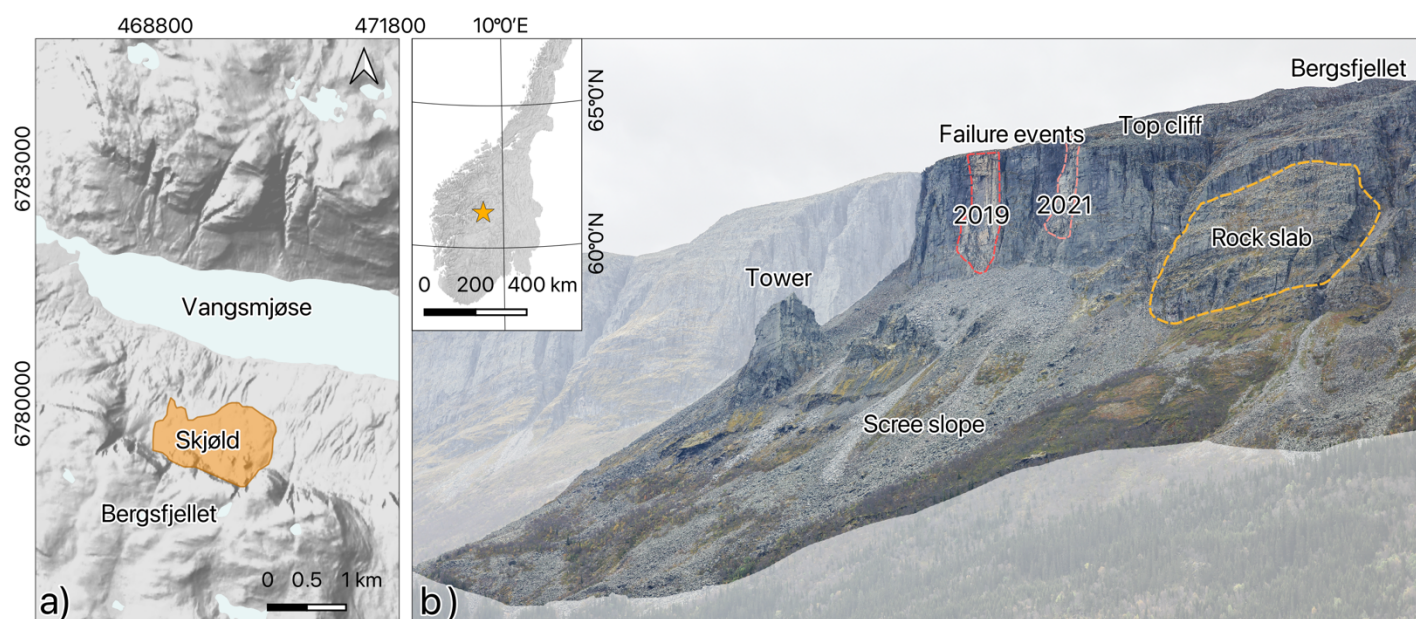 468800
471800
6783000
6780000
Vangsmjøse
Skjøld
Bergsfjellet
0 0.5 1 km
a)
10°0'E
65°0'N
60°0'N
0 200 400 km
Bergsfjellet
Top cliff
Failure events
2019
2021
Rock slab
Tower
Scree slope
b)